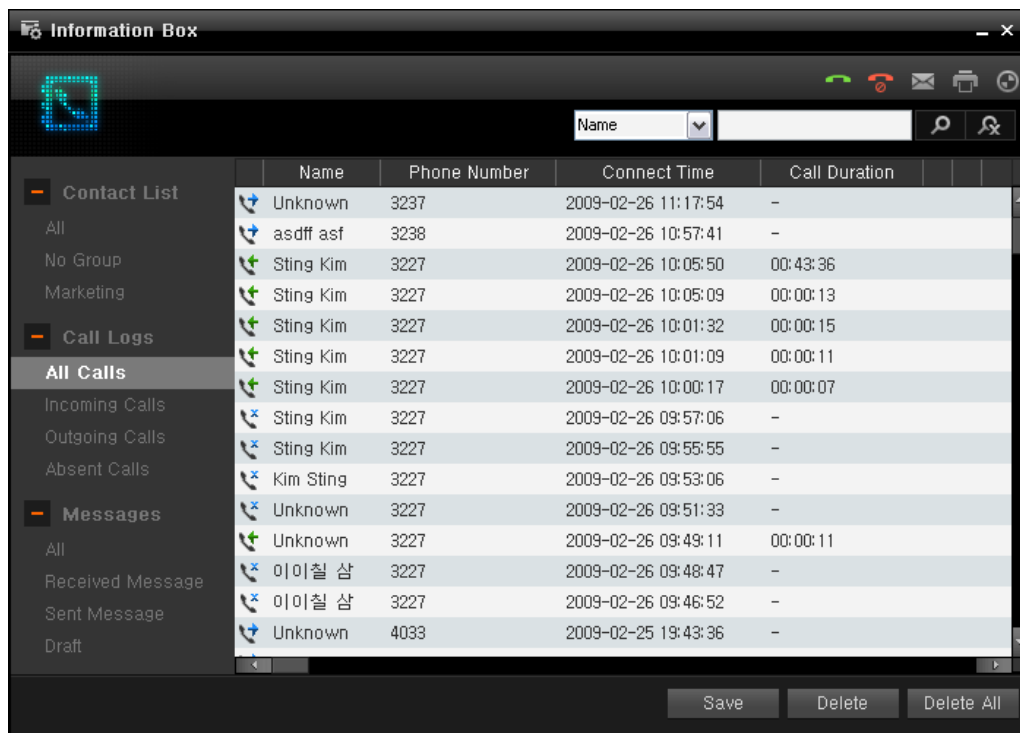 Information Box
Name
Contact List
All
No Group
Marketing
Call Logs
All Calls
Incoming Calls
Outgoing Calls
Absent Calls
Messages
All
Received Message
Sent Message
Draft
Name Phone Number Connect Time Call Duration
Unknown 3237 2009-02-26 11:17:54 -
asdff asf 3238 2009-02-26 10:57:41 -
Sting Kim 3227 2009-02-26 10:05:50 00:43:36
Sting Kim 3227 2009-02-26 10:05:09 00:00:13
Sting Kim 3227 2009-02-26 10:01:32 00:00:15
Sting Kim 3227 2009-02-26 10:01:09 00:00:11
Sting Kim 3227 2009-02-26 10:00:17 00:00:07
Sting Kim 3227 2009-02-26 09:57:06 -
Sting Kim 3227 2009-02-26 09:55:55 -
Kim Sting 3227 2009-02-26 09:53:06 -
Unknown 3227 2009-02-26 09:51:33 -
Unknown 3227 2009-02-26 09:49:11 00:00:11
이이칠 삼 3227 2009-02-26 09:48:47 -
이이칠 삼 3227 2009-02-26 09:46:52 -
Unknown 4033 2009-02-25 19:43:36 -
Save Delete Delete All